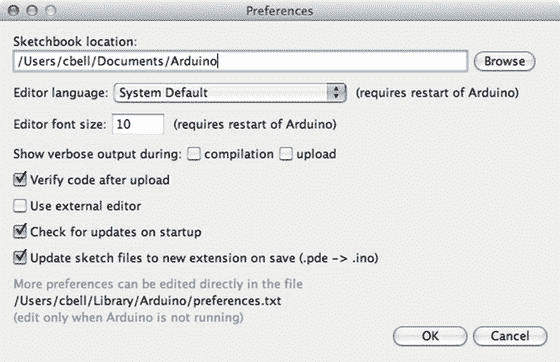 Preferences
Sketchbook location:
/Users/cbell/Documents/Arduino
Browse
Editor language: System Default (requires restart of Arduino)
Editor font size: 10 (requires restart of Arduino)
Show verbose output during: compilation upload
Verify code after upload
Use external editor
Check for updates on startup
Update sketch files to new extension on save (.pde -> .ino)
More preferences can be edited directly in the file
/Users/cbell/Library/Arduino/preferences.txt
(edit only when Arduino is not running)
OK Cancel